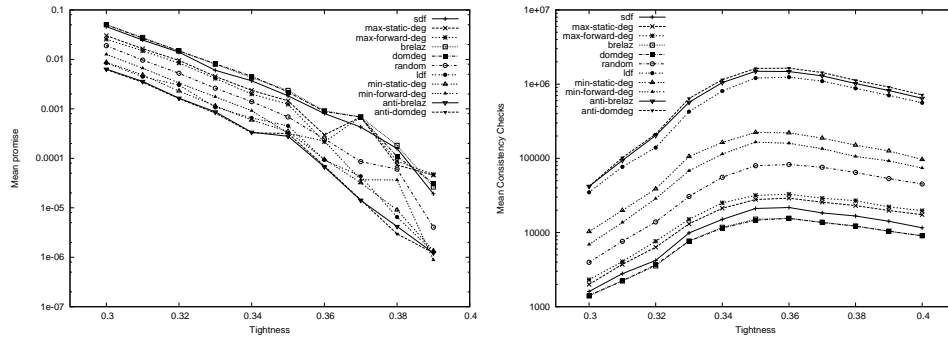 0.1
0.01
0.001
0.0001
1e-05
1e-06
1e-07
Mean promise
0.3
0.32
0.34
0.36
0.38
0.4
Tightness
sdf
max-static-deg
max-forward-deg
brelaz
domdeg
random
ldf
min-static-deg
min-forward-deg
anti-brelaz
anti-domdeg
1e+07
1e+06
100000
10000
1000
Mean Consistency Checks
0.3
0.32
0.34
0.36
0.38
0.4
Tightness
sdf
max-static-deg
max-forward-deg
brelaz
domdeg
random
ldf
min-static-deg
min-forward-deg
anti-brelaz
anti-domdeg